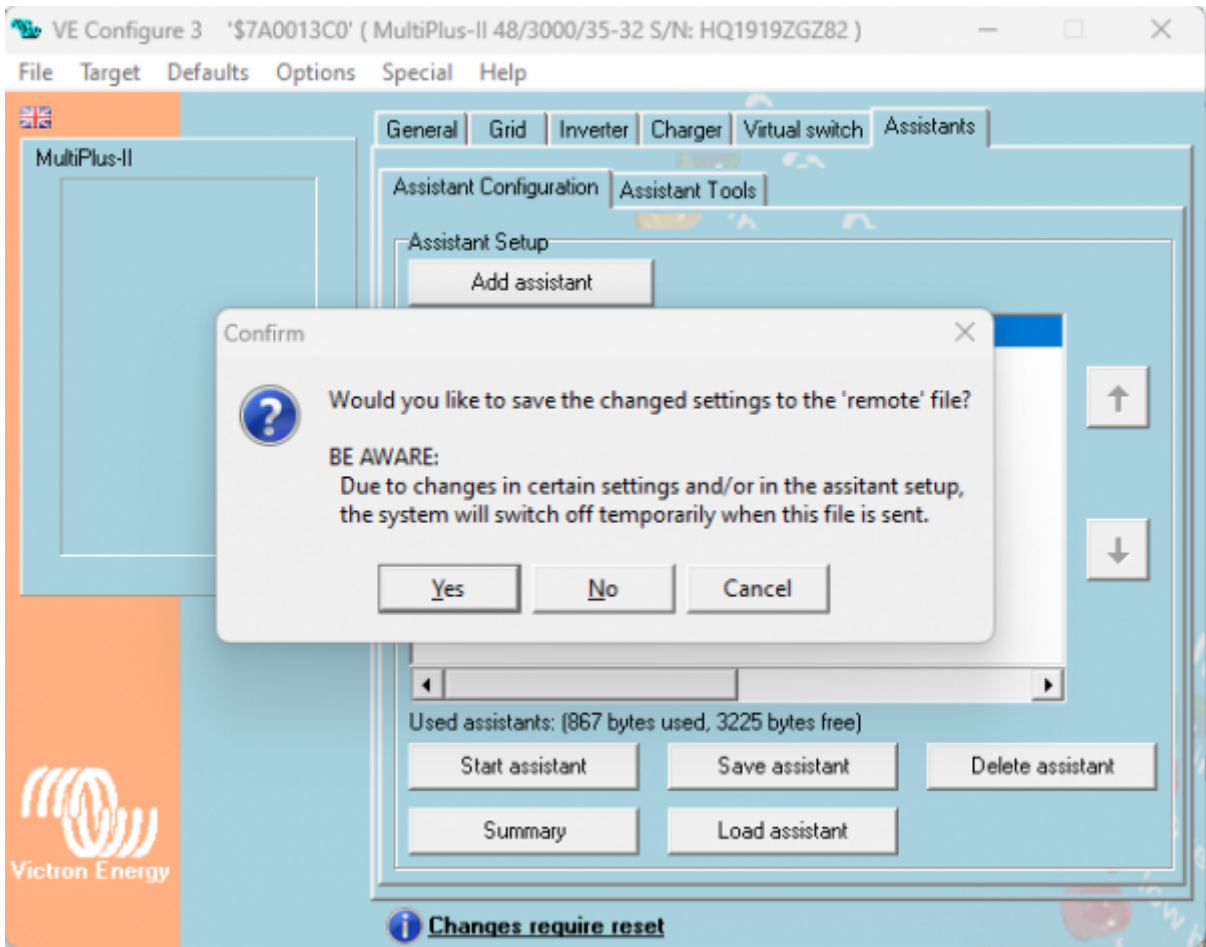 VE Configure 3 '$7A0013C0' ( MultiPlus-II 48/3000/35-32 S/N: HQ1919ZGZ82 )
File Target Defaults Options Special Help
General Grid Inverter Charger Virtual switch Assistants
MultiPlus-II
Assistant Configuration Assistant Tools
Assistant Setup
Add assistant
Confirm
Would you like to save the changed settings to the 'remote' file?
BE AWARE:
Due to changes in certain settings and/or in the assitant setup,
the system will switch off temporarily when this file is sent.
Yes No Cancel
Used assistants: (867 bytes used, 3225 bytes free)
Start assistant Save assistant Delete assistant
Summary Load assistant
Victron Energy
Changes require reset